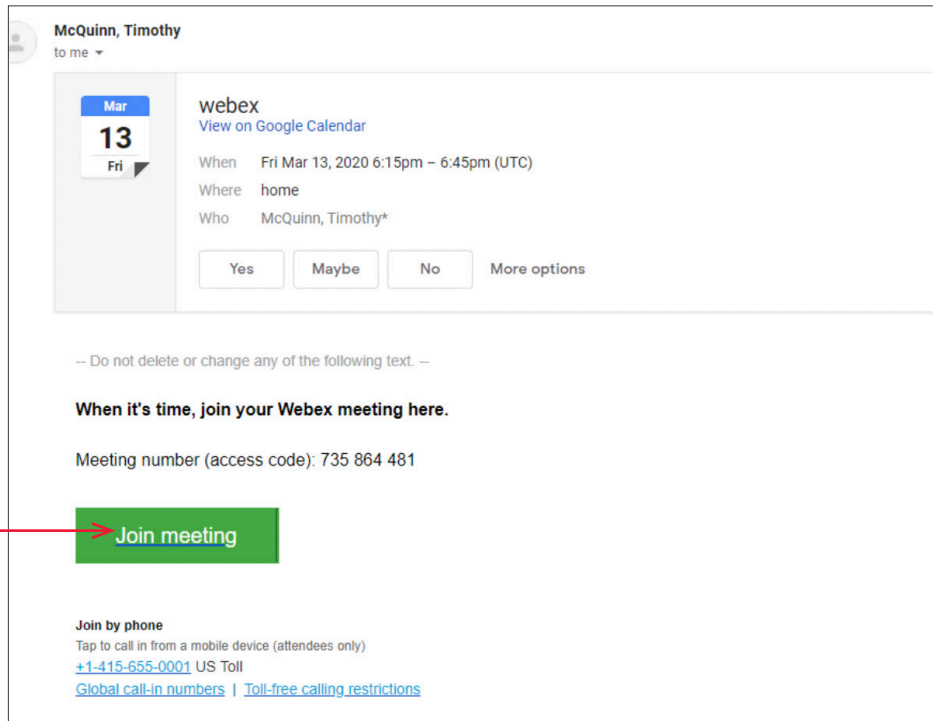 McQuinn, Timothy
to me
Mar
13
Fri
webex
View on Google Calendar
When Fri Mar 13, 2020 6:15pm – 6:45pm (UTC)
Where home
Who McQuinn, Timothy*
Yes Maybe No More options
-- Do not delete or change any of the following text. --
When it's time, join your Webex meeting here.
Meeting number (access code): 735 864 481
Join meeting
Join by phone
Tap to call in from a mobile device (attendees only)
+1-415-655-0001 US Toll
Global call-in numbers | Toll-free calling restrictions